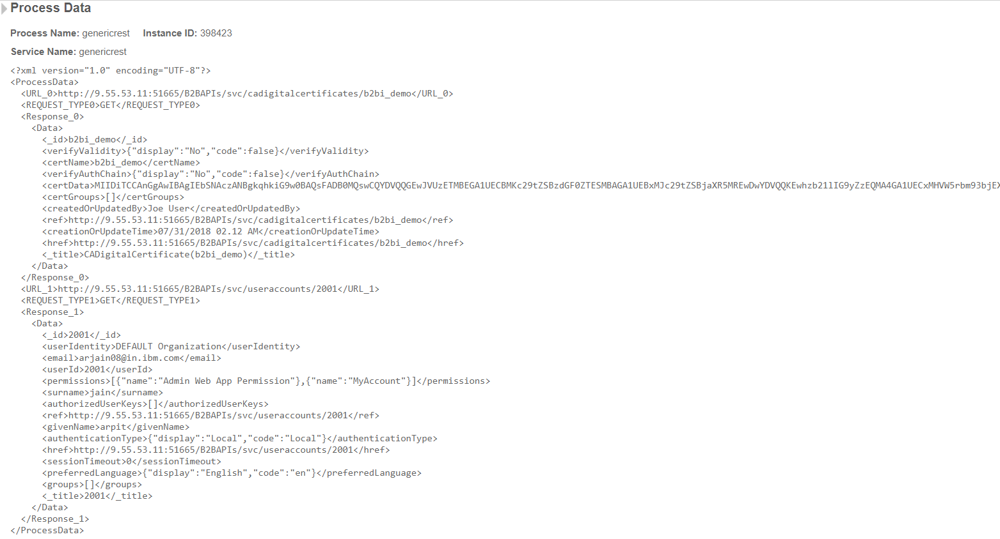 Process Data
Process Name: genericrest Instance ID: 398423
Service Name: genericrest
<?xml version="1.0" encoding="UTF-8"?>
<ProcessData>
<URL_0>http://9.55.53.11:51665/B2BAPIs/svc/cadigitalcertificates/b2bi_demo</URL_0>
<REQUEST_TYPE0>GET</REQUEST_TYPE0>
<Response_0>
<Data>
<_id>b2bi_demo</_id>
<verifyValidity>{"display":"No","code":false}</verifyValidity>
<certName>b2bi_demo</certName>
<verifyAuthChain>{"display":"No","code":false}</verifyAuthChain>
<certData>MIIDiTCCAnGgAwIBAgIEbSNAczANBgkqhkiG9w0BAQsFADB0MQswCQYDVQQGEwJVUzETMBEGA1UECBMKc29tZSBzdGF0ZTESMBAGA1UEBxMJc29tZSBjaXR5MREwDwYDVQQKEwhzb21lIG9yZzEQMA4GA1UECxMHVW5rbm93bjEX
<certGroups>[]</certGroups>
<createdOrUpdatedBy>Joe User</createdOrUpdatedBy>
<ref>http://9.55.53.11:51665/B2BAPIs/svc/cadigitalcertificates/b2bi_demo</ref>
<creationOrUpdateTime>07/31/2018 02.12 AM</creationOrUpdateTime>
<href>http://9.55.53.11:51665/B2BAPIs/svc/cadigitalcertificates/b2bi_demo</href>
<_title>CADigitalCertificate(b2bi_demo)</_title>
</Data>
</Response_0>
<URL_1>http://9.55.53.11:51665/B2BAPIs/svc/useraccounts/2001</URL_1>
<REQUEST_TYPE1>GET</REQUEST_TYPE1>
<Response_1>
<Data>
<_id>2001</_id>
<userIdentity>DEFAULT Organization</userIdentity>
<email>arjain08@in.ibm.com</email>
<userId>2001</userId>
<permissions>[{"name":"Admin Web App Permission"},{"name":"MyAccount"}]</permissions>
<surname>jain</surname>
<authorizedUserKeys>[]</authorizedUserKeys>
<ref>http://9.55.53.11:51665/B2BAPIs/svc/useraccounts/2001</ref>
<givenName>arpit</givenName>
<authenticationType>{"display":"Local","code":"Local"}</authenticationType>
<href>http://9.55.53.11:51665/B2BAPIs/svc/useraccounts/2001</href>
<sessionTimeout>0</sessionTimeout>
<preferredLanguage>{"display":"English","code":"en"}</preferredLanguage>
<groups>[]</groups>
<_title>2001</_title>
</Data>
</Response_1>
</ProcessData>